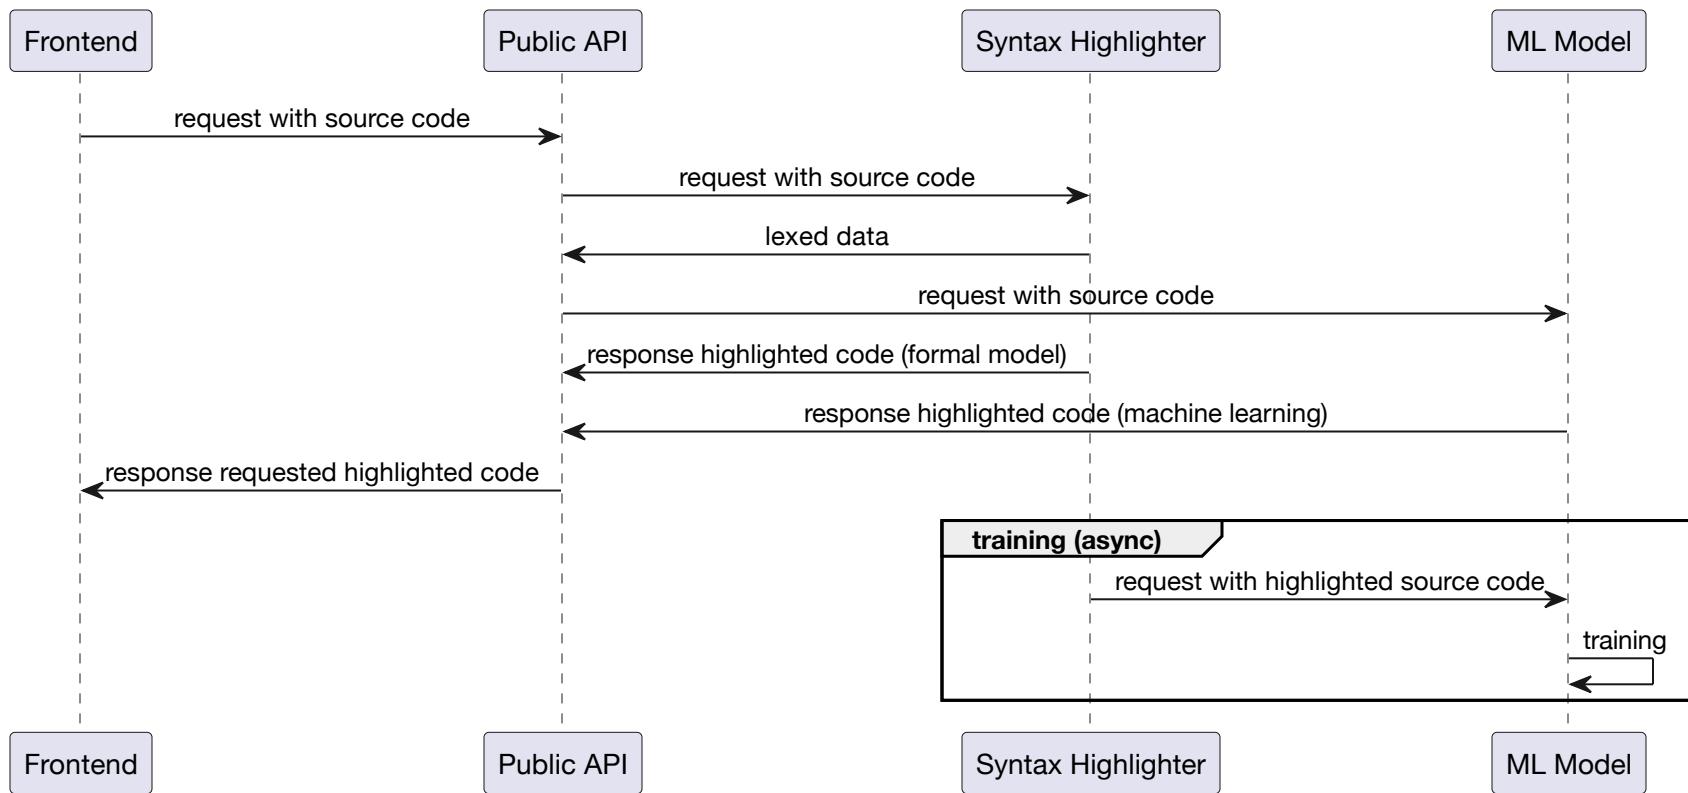 Frontend
Public API
Syntax Highlighter
ML Model
request with source code
request with source code
lexed data
request with source code
response highlighted code (formal model)
response highlighted code (machine learning)
response requested highlighted code
training (async)
request with highlighted source code
training
Frontend
Public API
Syntax Highlighter
ML Model